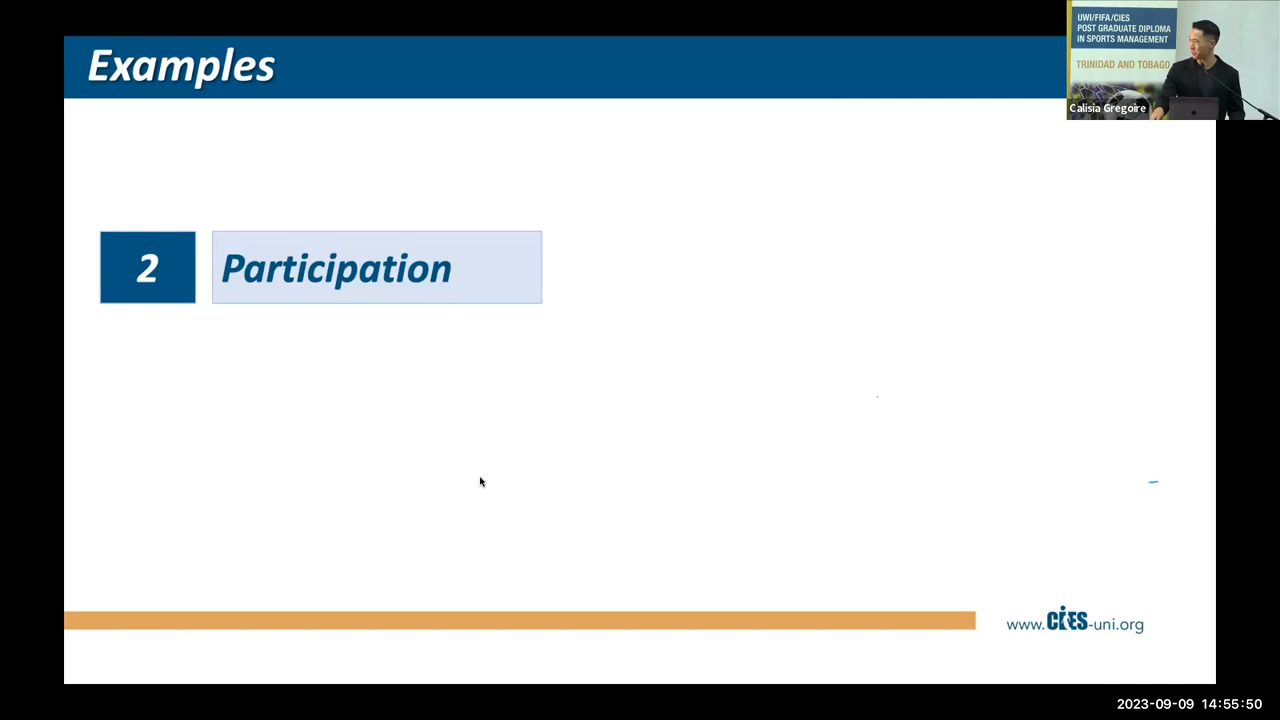 Examples
UWI/FIFA/CIES
POST GRADUATE DIPLOMA
IN SPORTS MANAGEMENT
TRINIDAD AND TOBAGO
Calisia Gregoire
2
Participation
www.CIES-uni.org
2023-09-09 14:55:50